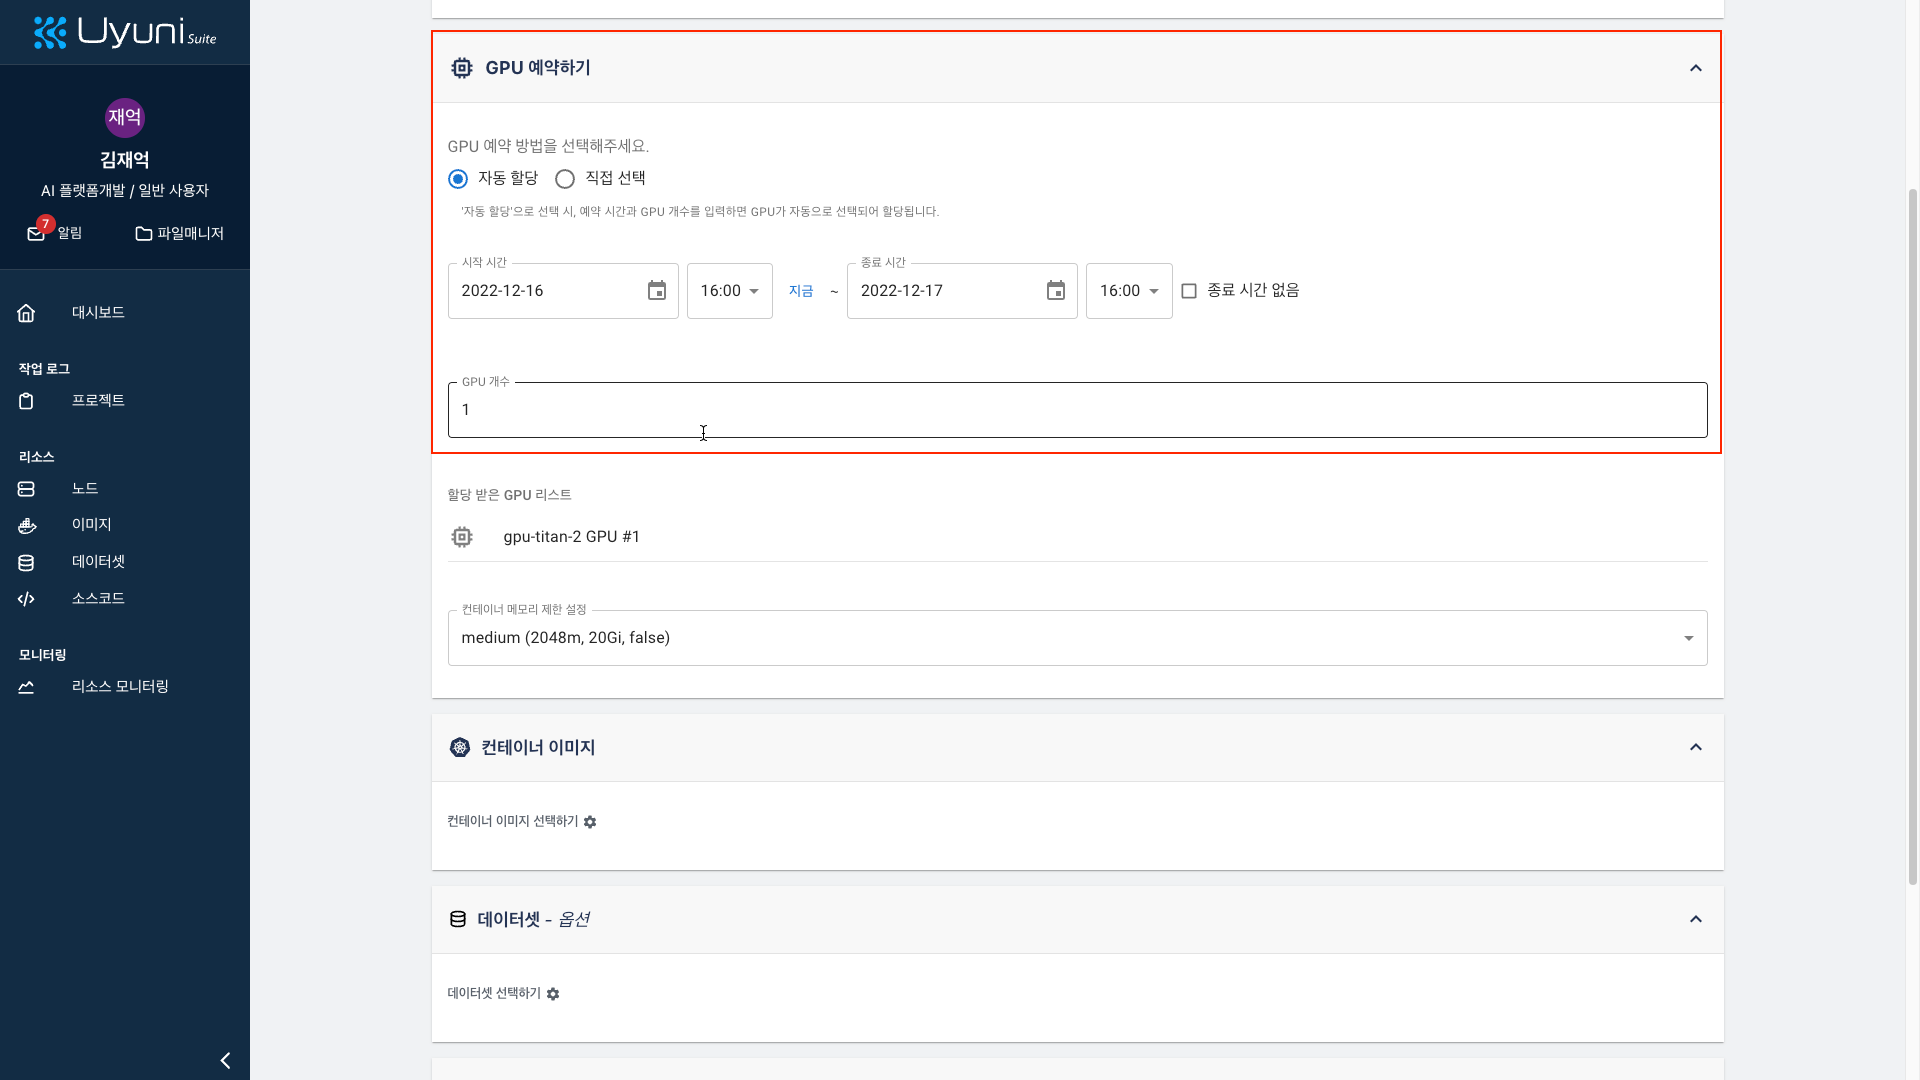 Uyuni Suite
재억
김재억
AI 플랫폼개발 / 일반 사용자
7
알림
파일매니저
대시보드
작업 로그
프로젝트
리소스
노드
이미지
데이터셋
소스코드
모니터링
리소스 모니터링
GPU 예약하기
GPU 예약 방법을 선택해주세요.
자동 할당 직접 선택
'자동 할당'으로 선택 시, 예약 시간과 GPU 개수를 입력하면 GPU가 자동으로 선택되어 할당됩니다.
시작 시간 종료 시간
2022-12-16 16:00 지금 ~ 2022-12-17 16:00 종료 시간 없음
GPU 개수
1
할당 받은 GPU 리스트
gpu-titan-2 GPU #1
컨테이너 메모리 제한 설정
medium (2048m, 20Gi, false)
컨테이너 이미지
컨테이너 이미지 선택하기
데이터셋 - 옵션
데이터셋 선택하기